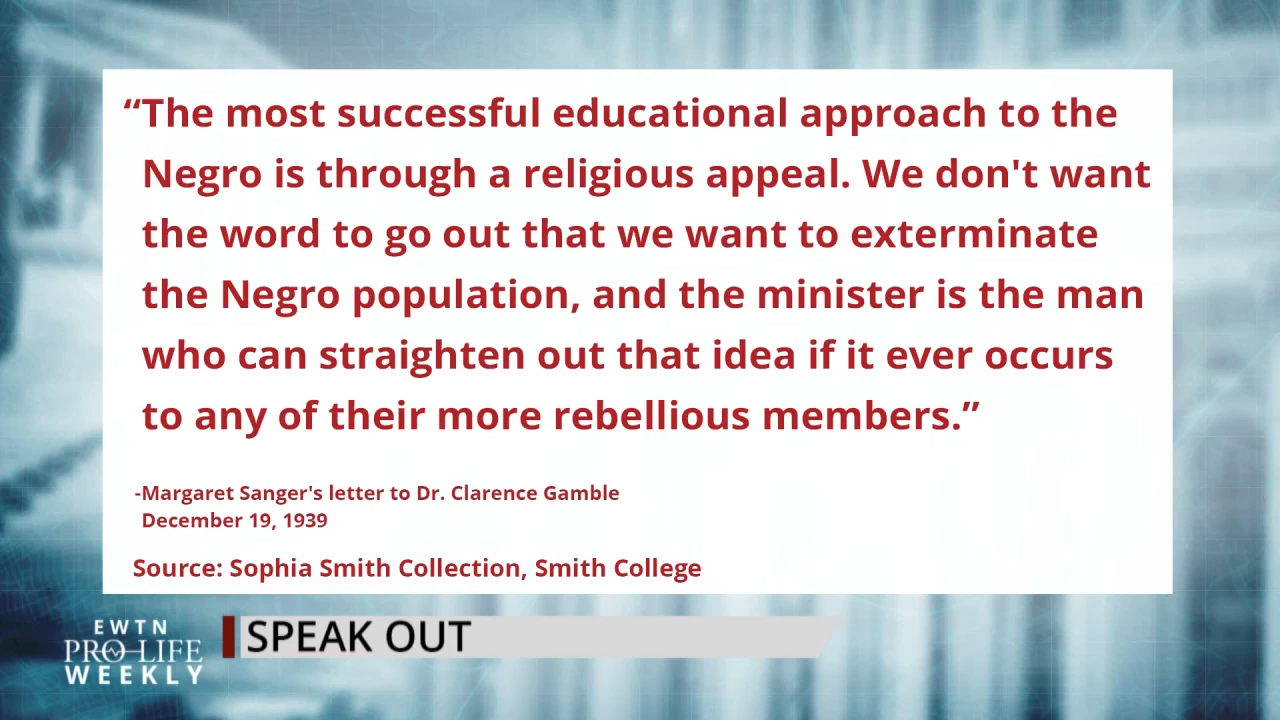 “The most successful educational approach to the
Negro is through a religious appeal. We don't want
the word to go out that we want to exterminate
the Negro population, and the minister is the man
who can straighten out that idea if it ever occurs
to any of their more rebellious members.”
-Margaret Sanger's letter to Dr. Clarence Gamble
December 19, 1939
Source: Sophia Smith Collection, Smith College
EWTN
PRO-LIFE
WEEKLY
SPEAK OUT